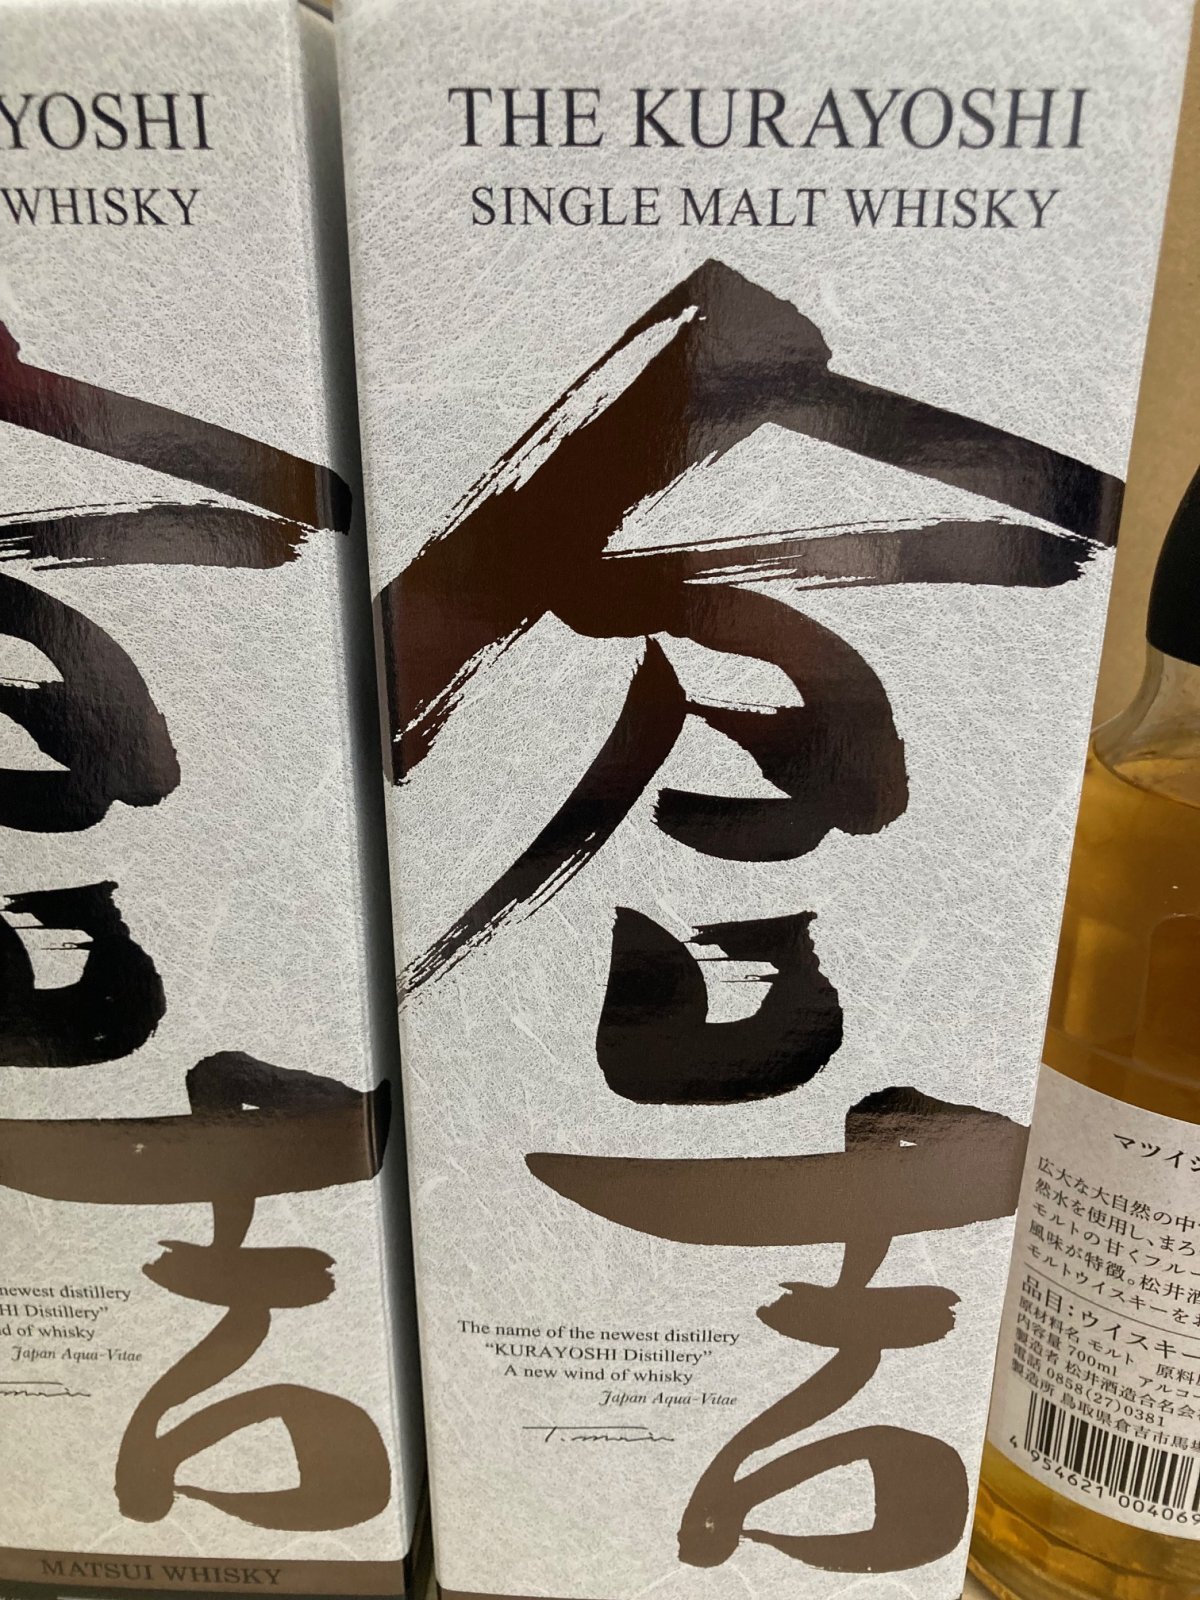 YOSHI
WHISKY
newest distillery
HI Distillery"
d of whisky
Japan Aqua-Vitae
MATSUI WHISKY
THE KURAYOSHI
SINGLE MALT WHISKY
倉吉
The name of the newest distillery
"KURAYOSHI Distillery"
A new wind of whisky
Japan Aqua-Vitae
マツイシ
広大な大自然の中
然水を使用し、まろ
モルトの甘くフルー
風味が特徴。松井酒
モルトウイスキーをお
品目：ウイスキー
原材料名 モルト 原料原
内容量 700ml アルコー
製造者 松井酒造合名会
電話 0858(27)0381
製造所 鳥取県倉吉市馬場
4 954621 004069